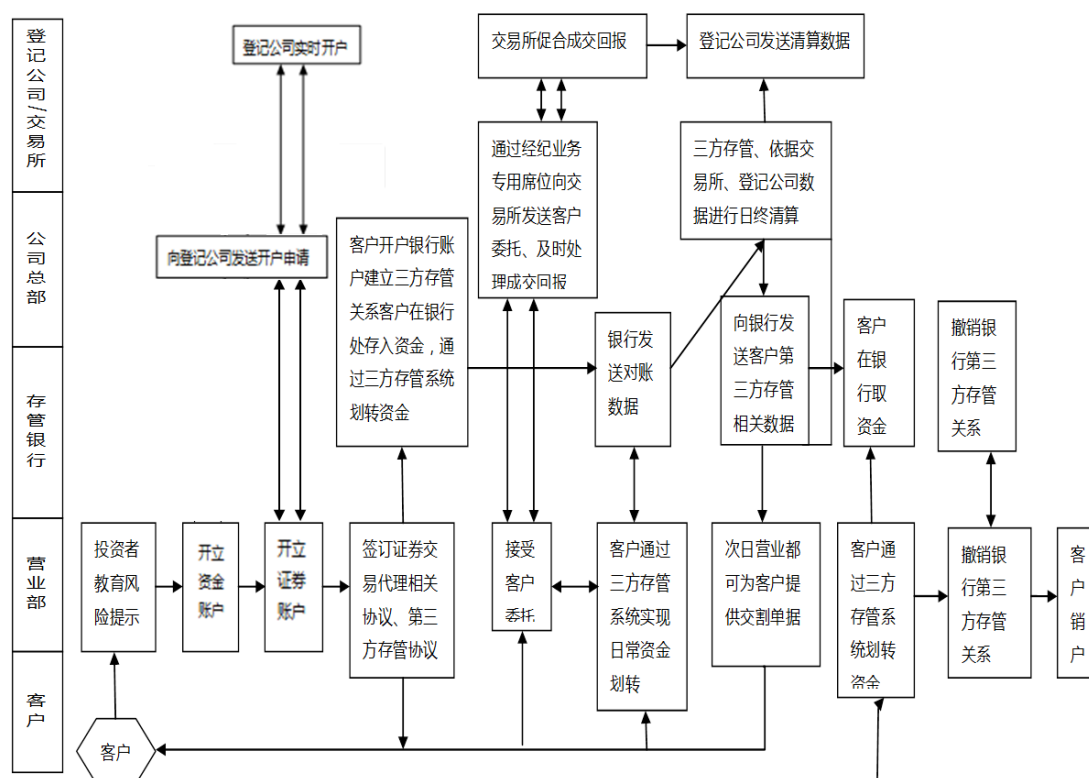 登记公司/交易所
公司总部
存管银行
营业部
客户
登记公司实时开户
交易所促合成交回报
登记公司发送清算数据
通过经纪业务
专用席位向交
易所发送客户
委托、及时处
理成交回报
三方存管、依据交
易所、登记公司数
据进行日终清算
向登记公司发送开户申请
客户开户银行账
户建立三方存管
关系客户在银行
处存入资金，通
过三方存管系统
划转资金
银行发
送对账
数据
向银行发
送客户第
三方存管
相关数据
客户
在银
行取
资金
撤销银
行第三
方存管
关系
投资者
教育风
险提示
开立
资金
账户
开立
证券
账户
签订证券交
易代理相关
协议、第三
方存管协议
接受
客户
委托
客户通过
三方存管
系统实现
日常资金
划转
次日营业都
可为客户提
供交割单据
客户通
过三方
存管系
统划转
资金
撤销银
行第三
方存管
关系
客
户
销
户
客户